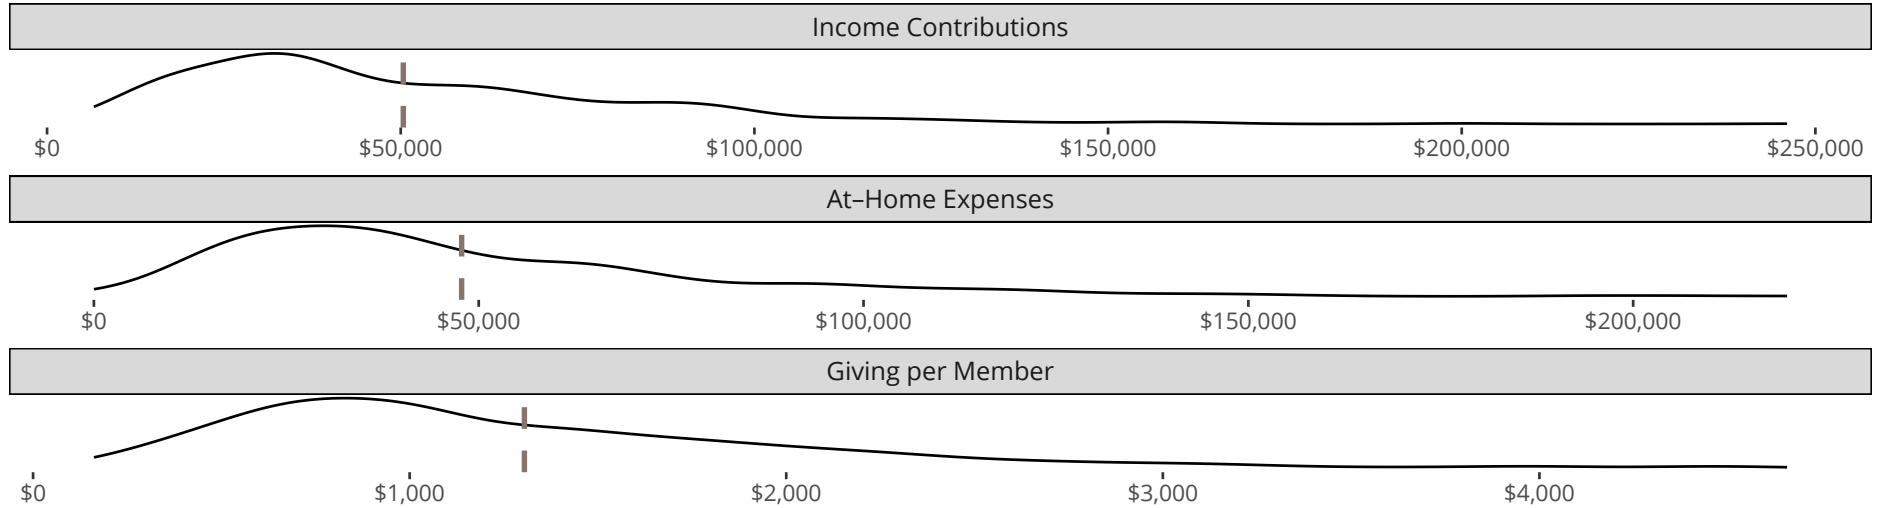 Income Contributions
$0 $50,000 $100,000 $150,000 $200,000 $250,000
At–Home Expenses
$0 $50,000 $100,000 $150,000 $200,000
Giving per Member
$0 $1,000 $2,000 $3,000 $4,000